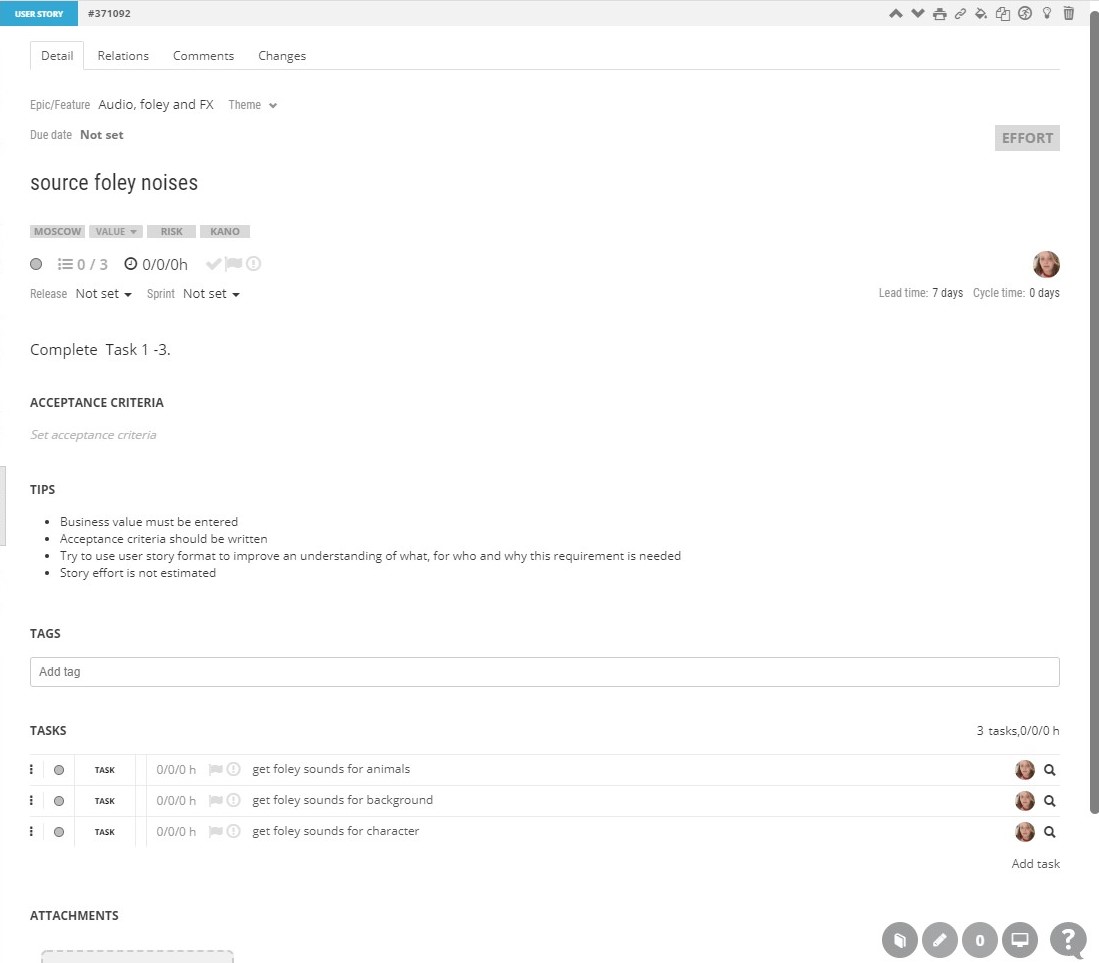 USER STORY #371092
Detail Relations Comments Changes
Epic/Feature Audio, foley and FX Theme
Due date Not set
EFFORT
source foley noises
MOSCOW VALUE RISK KANO
0 / 3 0/0/0h
Release Not set Sprint Not set Lead time: 7 days Cycle time: 0 days
Complete Task 1 -3.
ACCEPTANCE CRITERIA
Set acceptance criteria
TIPS
• Business value must be entered
• Acceptance criteria should be written
• Try to use user story format to improve an understanding of what, for who and why this requirement is needed
• Story effort is not estimated
TAGS
Add tag
TASKS 3 tasks,0/0/0 h
TASK 0/0/0 h get foley sounds for animals
TASK 0/0/0 h get foley sounds for background
TASK 0/0/0 h get foley sounds for character
Add task
ATTACHMENTS
0 ?